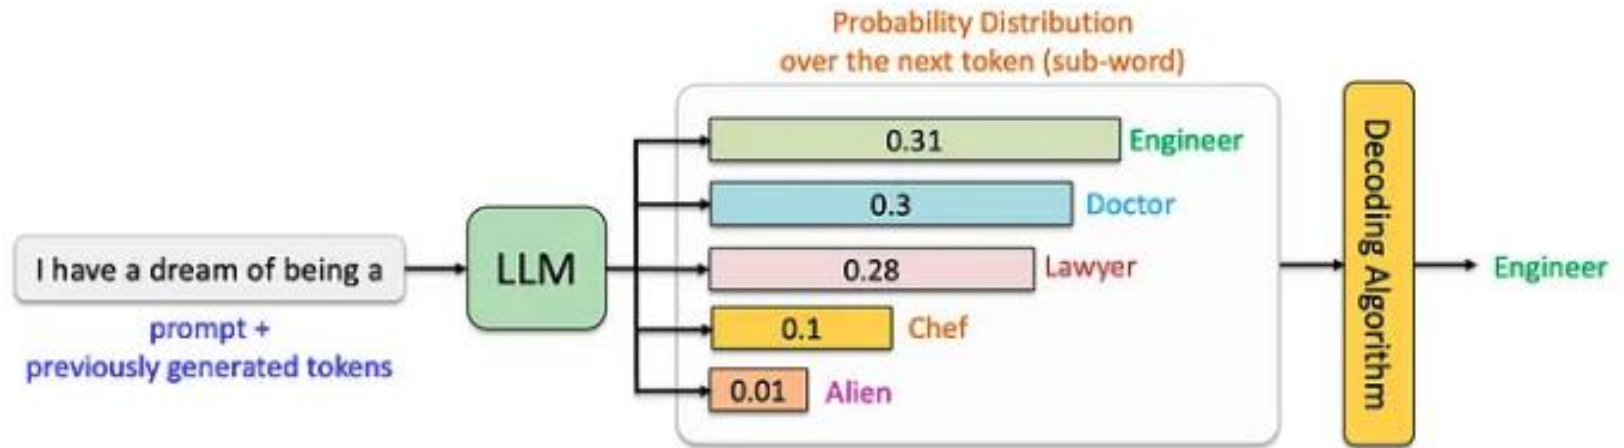 Probability Distribution
over the next token (sub-word)
I have a dream of being a
prompt +
previously generated tokens
LLM
0.31 Engineer
0.3 Doctor
0.28 Lawyer
0.1 Chef
0.01 Alien
Decoding Algorithm
Engineer